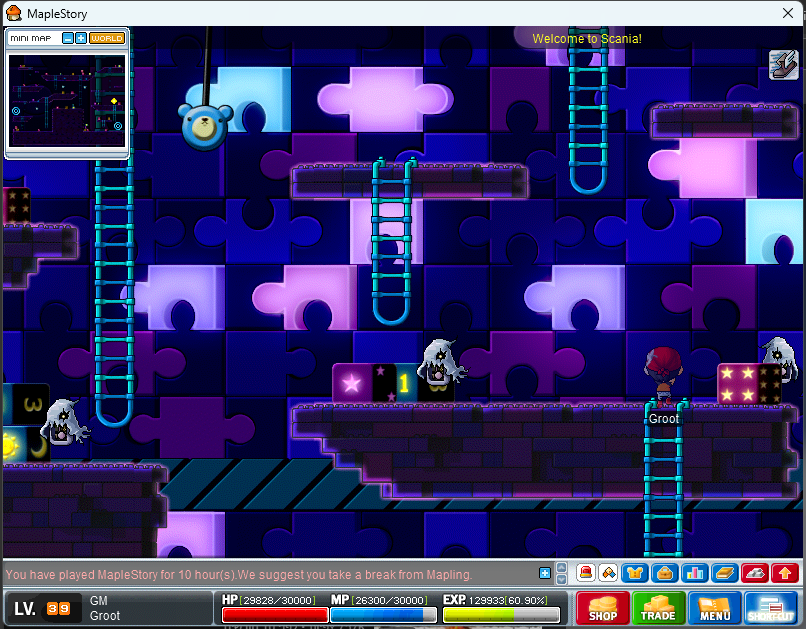 MapleStory
MINI MAP
WORLD
Welcome to Scania!
1
Groot
You have played MapleStory for 10 hour(s).We suggest you take a break from Mapling.
LV. 39
GM
Groot
HP[29828/30000] MP[26300/30000] EXP 129933[60.90%]
SHOP TRADE MENU SHORTCUT